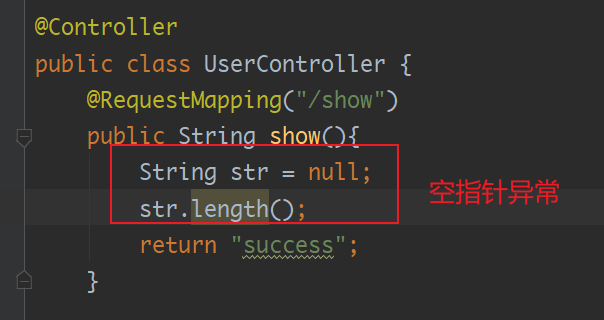 @Controller
public class UserController {
@RequestMapping("/show")
public String show(){
String str = null;
str.length();
空指针异常
return "success";
}